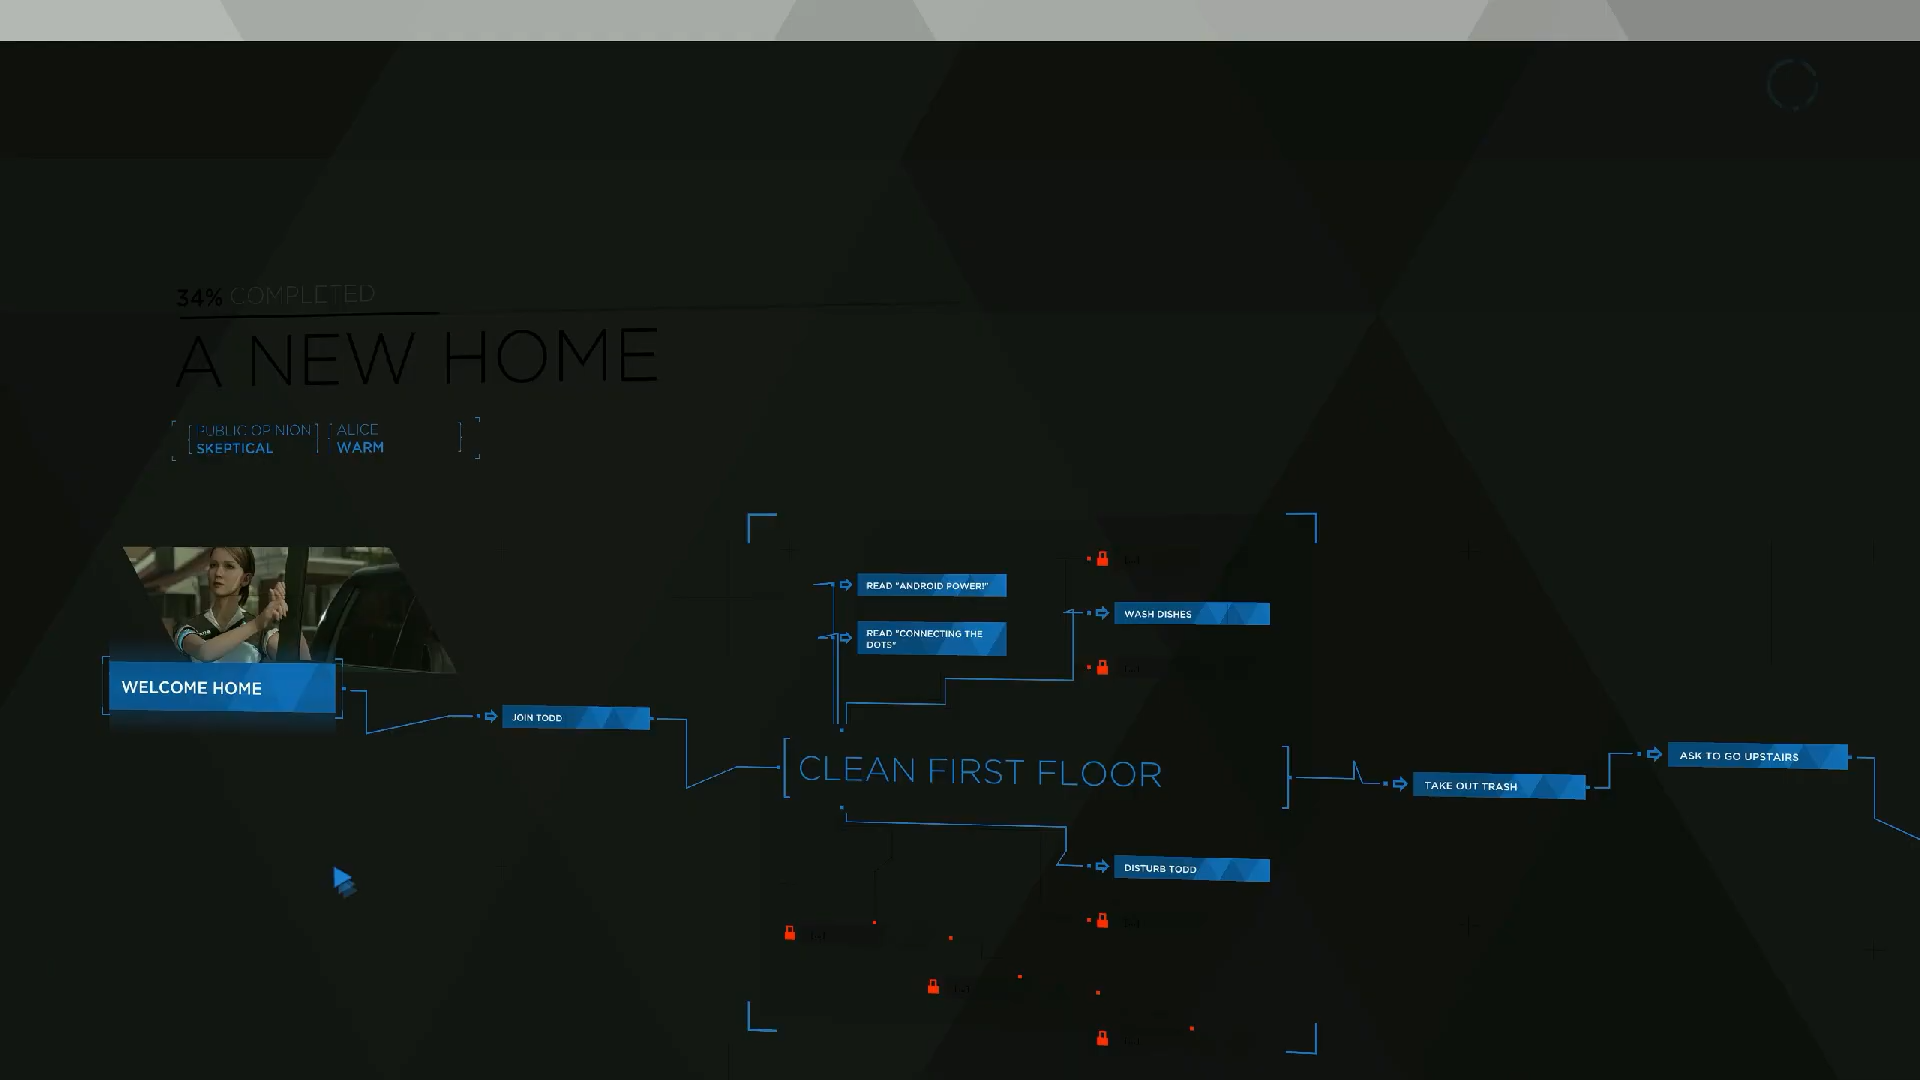 34% COMPLETED
A NEW HOME
PUBLIC OPINION
SKEPTICAL
ALICE
WARM
WELCOME HOME
JOIN TODD
READ "ANDROID POWER!"
READ "CONNECTING THE
DOTS"
WASH DISHES
CLEAN FIRST FLOOR
DISTURB TODD
TAKE OUT TRASH
ASK TO GO UPSTAIRS